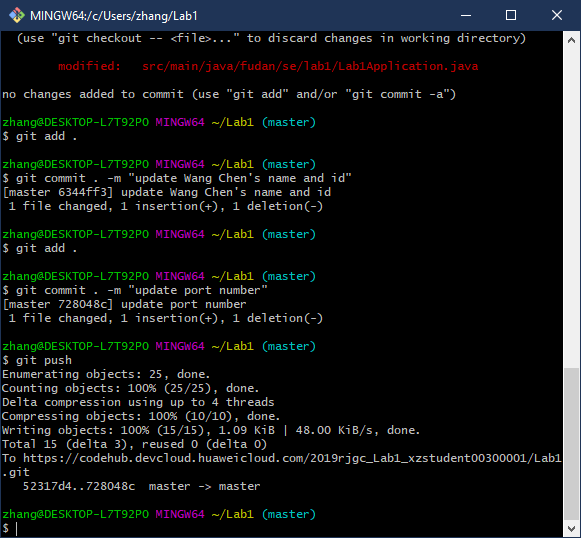 MINGW64:/c/Users/zhang/Lab1
(use "git checkout -- <file>..." to discard changes in working directory)
modified:   src/main/java/fudan/se/lab1/Lab1Application.java
no changes added to commit (use "git add" and/or "git commit -a")
zhang@DESKTOP-L7T92PO MINGW64 ~/Lab1 (master)
$ git add .
zhang@DESKTOP-L7T92PO MINGW64 ~/Lab1 (master)
$ git commit . -m "update Wang Chen's name and id"
[master 6344ff3] update Wang Chen's name and id
1 file changed, 1 insertion(+), 1 deletion(-)
zhang@DESKTOP-L7T92PO MINGW64 ~/Lab1 (master)
$ git add .
zhang@DESKTOP-L7T92PO MINGW64 ~/Lab1 (master)
$ git commit . -m "update port number"
[master 728048c] update port number
1 file changed, 1 insertion(+), 1 deletion(-)
zhang@DESKTOP-L7T92PO MINGW64 ~/Lab1 (master)
$ git push
Enumerating objects: 25, done.
Counting objects: 100% (25/25), done.
Delta compression using up to 4 threads
Compressing objects: 100% (10/10), done.
Writing objects: 100% (15/15), 1.09 KiB | 48.00 KiB/s, done.
Total 15 (delta 3), reused 0 (delta 0)
To https://codehub.devcloud.huaweicloud.com/2019rjgc_Lab1_xzstudent00300001/Lab1
.git
52317d4..728048c  master -> master
zhang@DESKTOP-L7T92PO MINGW64 ~/Lab1 (master)
$